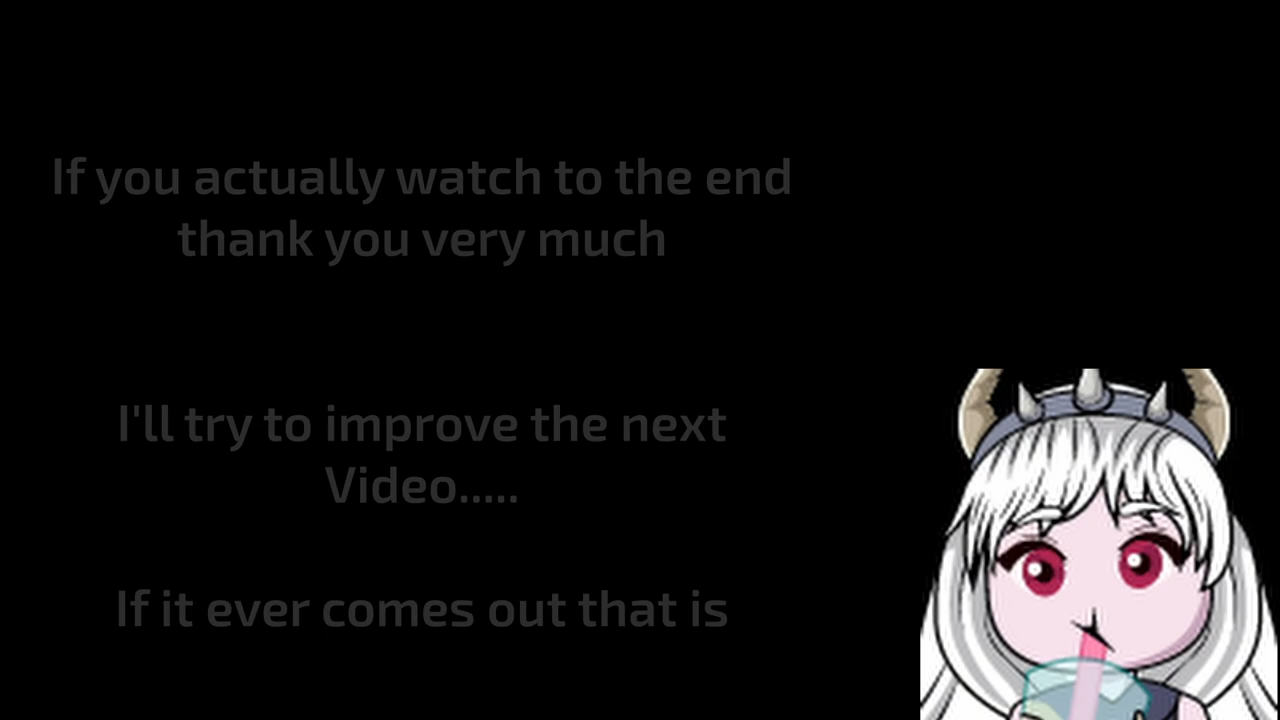 If you actually watch to the end
thank you very much
I'll try to improve the next
Video.....
If it ever comes out that is